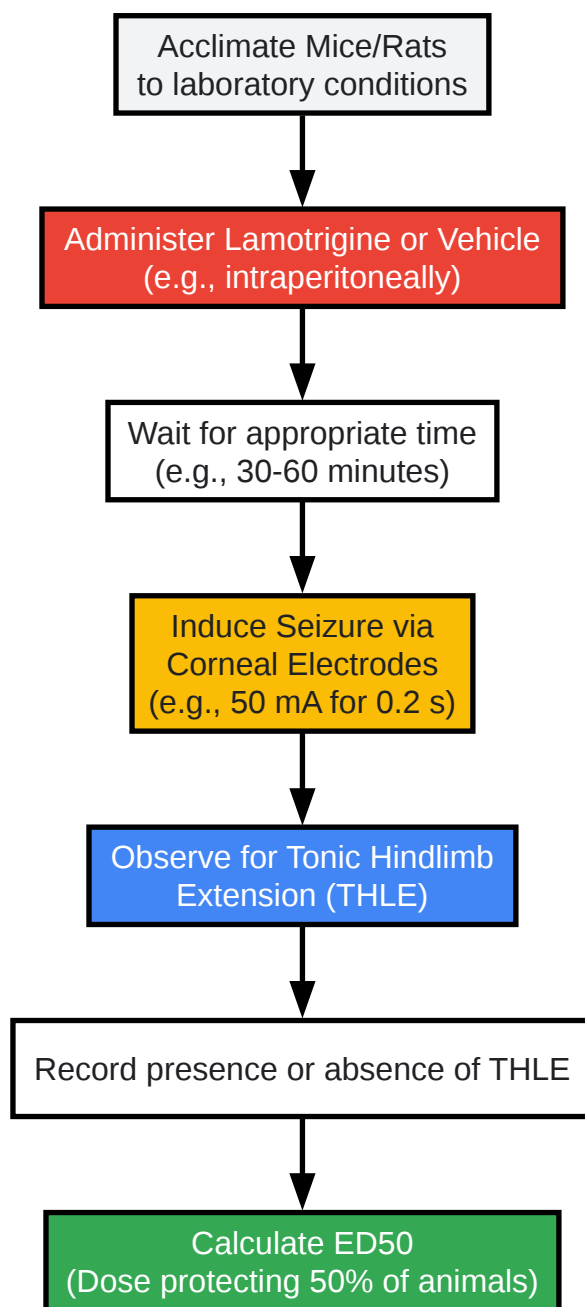 Acclimate Mice/Rats
to laboratory conditions
Administer Lamotrigine or Vehicle
(e.g., intraperitoneally)
Wait for appropriate time
(e.g., 30-60 minutes)
Induce Seizure via
Corneal Electrodes
(e.g., 50 mA for 0.2 s)
Observe for Tonic Hindlimb
Extension (THLE)
Record presence or absence of THLE
Calculate ED50
(Dose protecting 50% of animals)